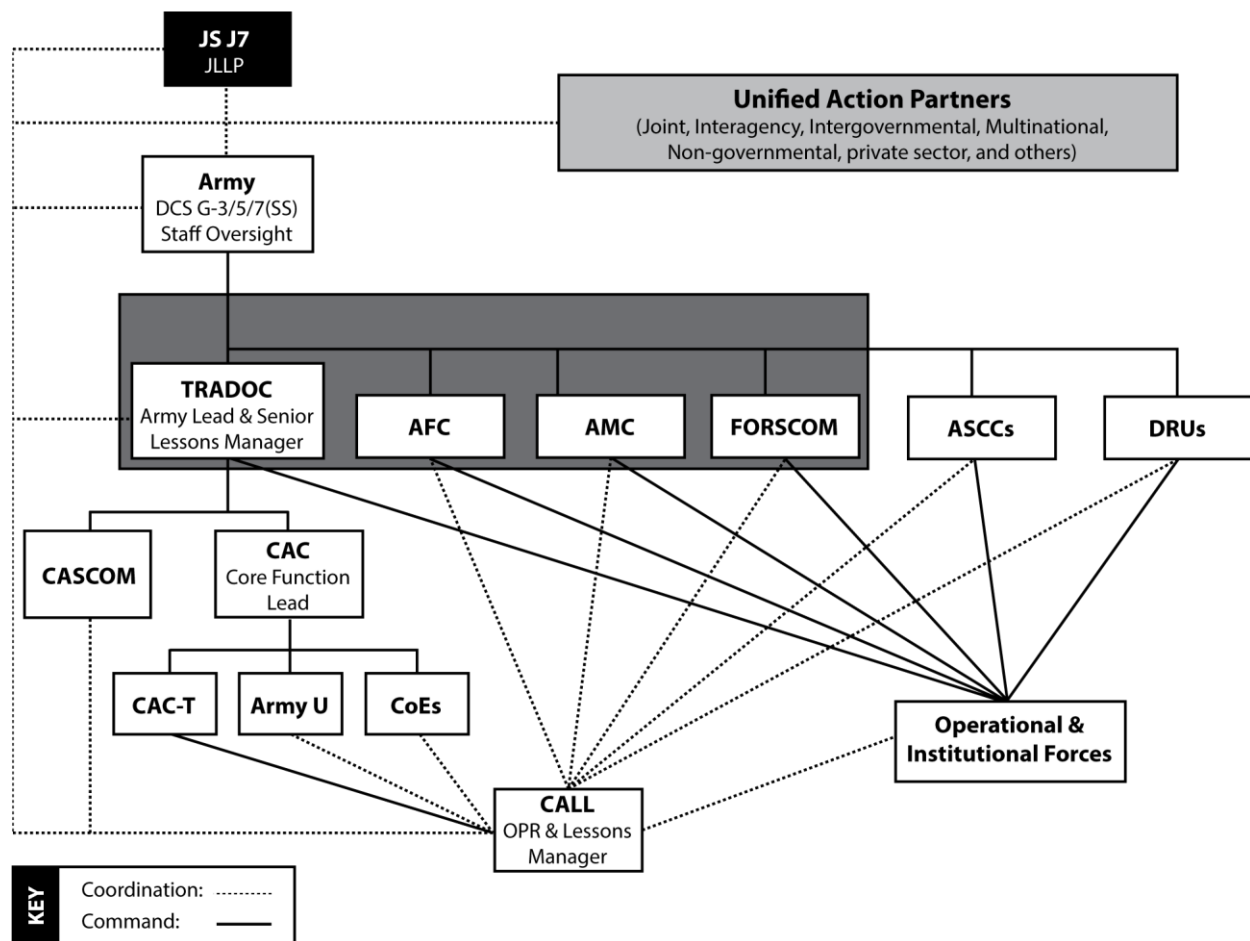 JS J7
JLLP
Unified Action Partners
(Joint, Interagency, Intergovernmental, Multinational,
Non-governmental, private sector, and others)
Army
DCS G-3/5/7(SS)
Staff Oversight
TRADOC
Army Lead & Senior
Lessons Manager
AFC
AMC
FORSCOM
ASCCs
DRUs
CASCOM
CAC
Core Function
Lead
CAC-T
Army U
CoEs
Operational &
Institutional Forces
CALL
OPR & Lessons
Manager
KEY
Coordination:
Command: